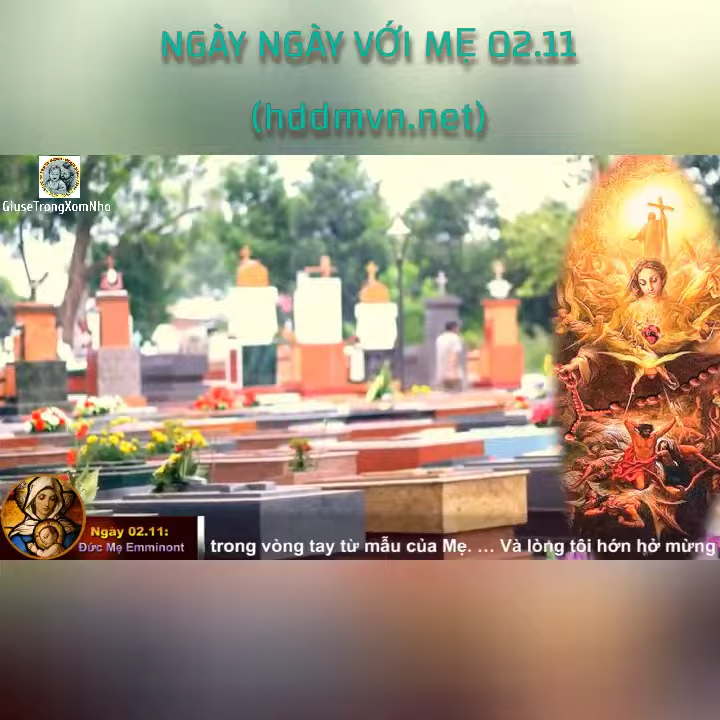 NGÀY NGÀY VỚI MẸ 02.11
(hddmvn.net)
GiuseTrongXomNho
Ngày 02.11:
Đức Mẹ Emminont
trong vòng tay từ mẫu của Mẹ. ... Và lòng tôi hớn hở mừng